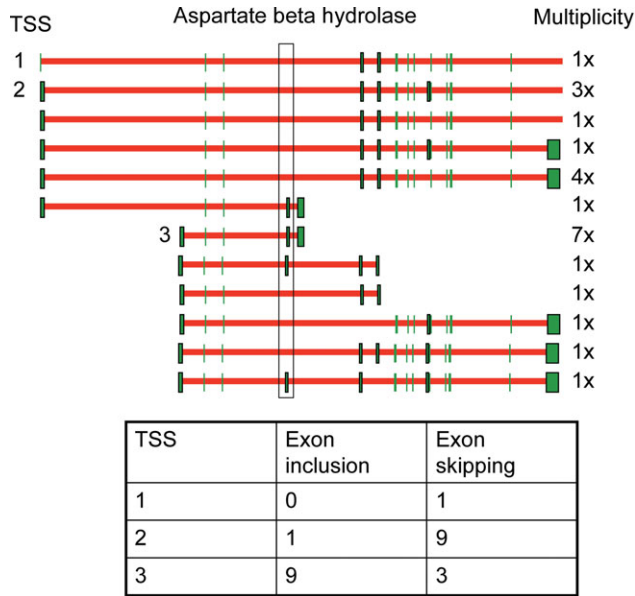 TSS Aspartate beta hydrolase Multiplicity
1 1x
2 3x
1x
1x
4x
1x
3 7x
1x
1x
1x
1x
1x
TSS Exon inclusion Exon skipping
1 0 1
2 1 9
3 9 3